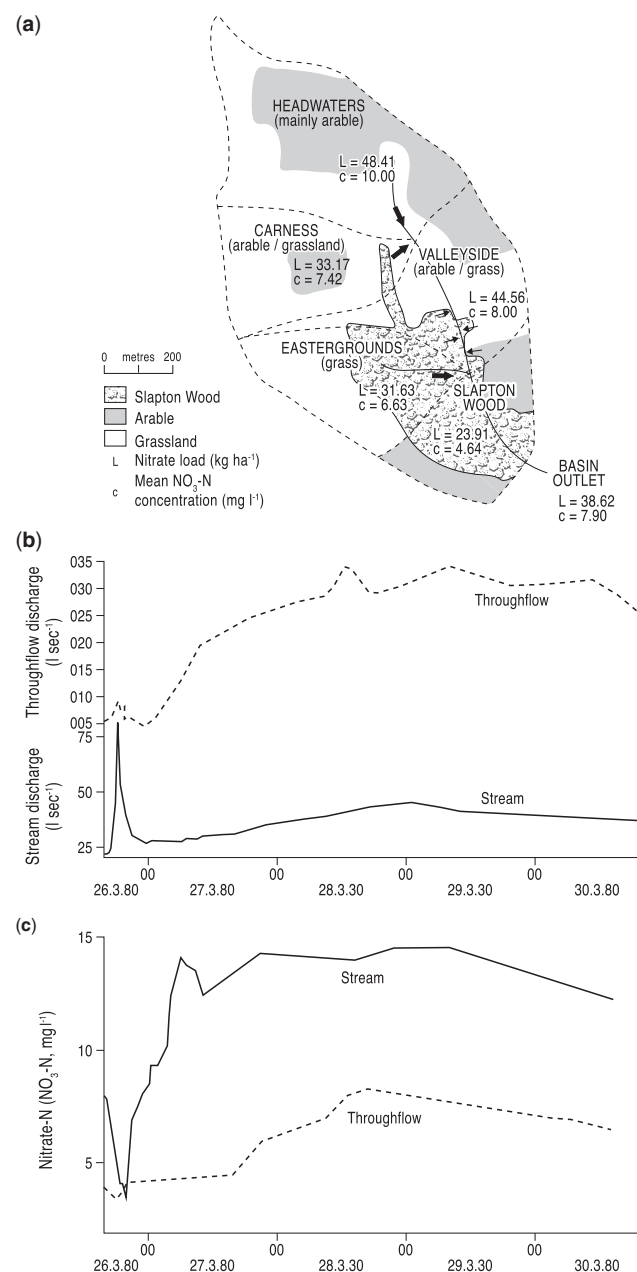 (a)
HEADWATERS
(mainly arable)
L = 48.41
c = 10.00
CARNESS
(arable / grassland)
L = 33.17
c = 7.42
VALLEYSIDE
(arable / grass)
L = 44.56
c = 8.00
EASTERGROUNDS
(grass)
L = 31.63
c = 6.63
SLAPTON
WOOD
L = 23.91
c = 4.64
BASIN
OUTLET
L = 38.62
c = 7.90
0 metres 200
Slapton Wood
Arable
Grassland
L Nitrate load (kg ha⁻¹)
c Mean NO₃-N
concentration (mg l⁻¹)
(b)
Throughflow discharge
(l sec⁻¹)
035
030
025
020
015
010
005
Throughflow
Stream discharge
(l sec⁻¹)
75
50
25
Stream
00 00 00 00
26.3.80 27.3.80 28.3.30 29.3.30 30.3.80
(c)
Nitrate-N (NO₃-N, mg l⁻¹)
15
10
5
Stream
Throughflow
00 00 00 00
26.3.80 27.3.80 28.3.30 29.3.30 30.3.80